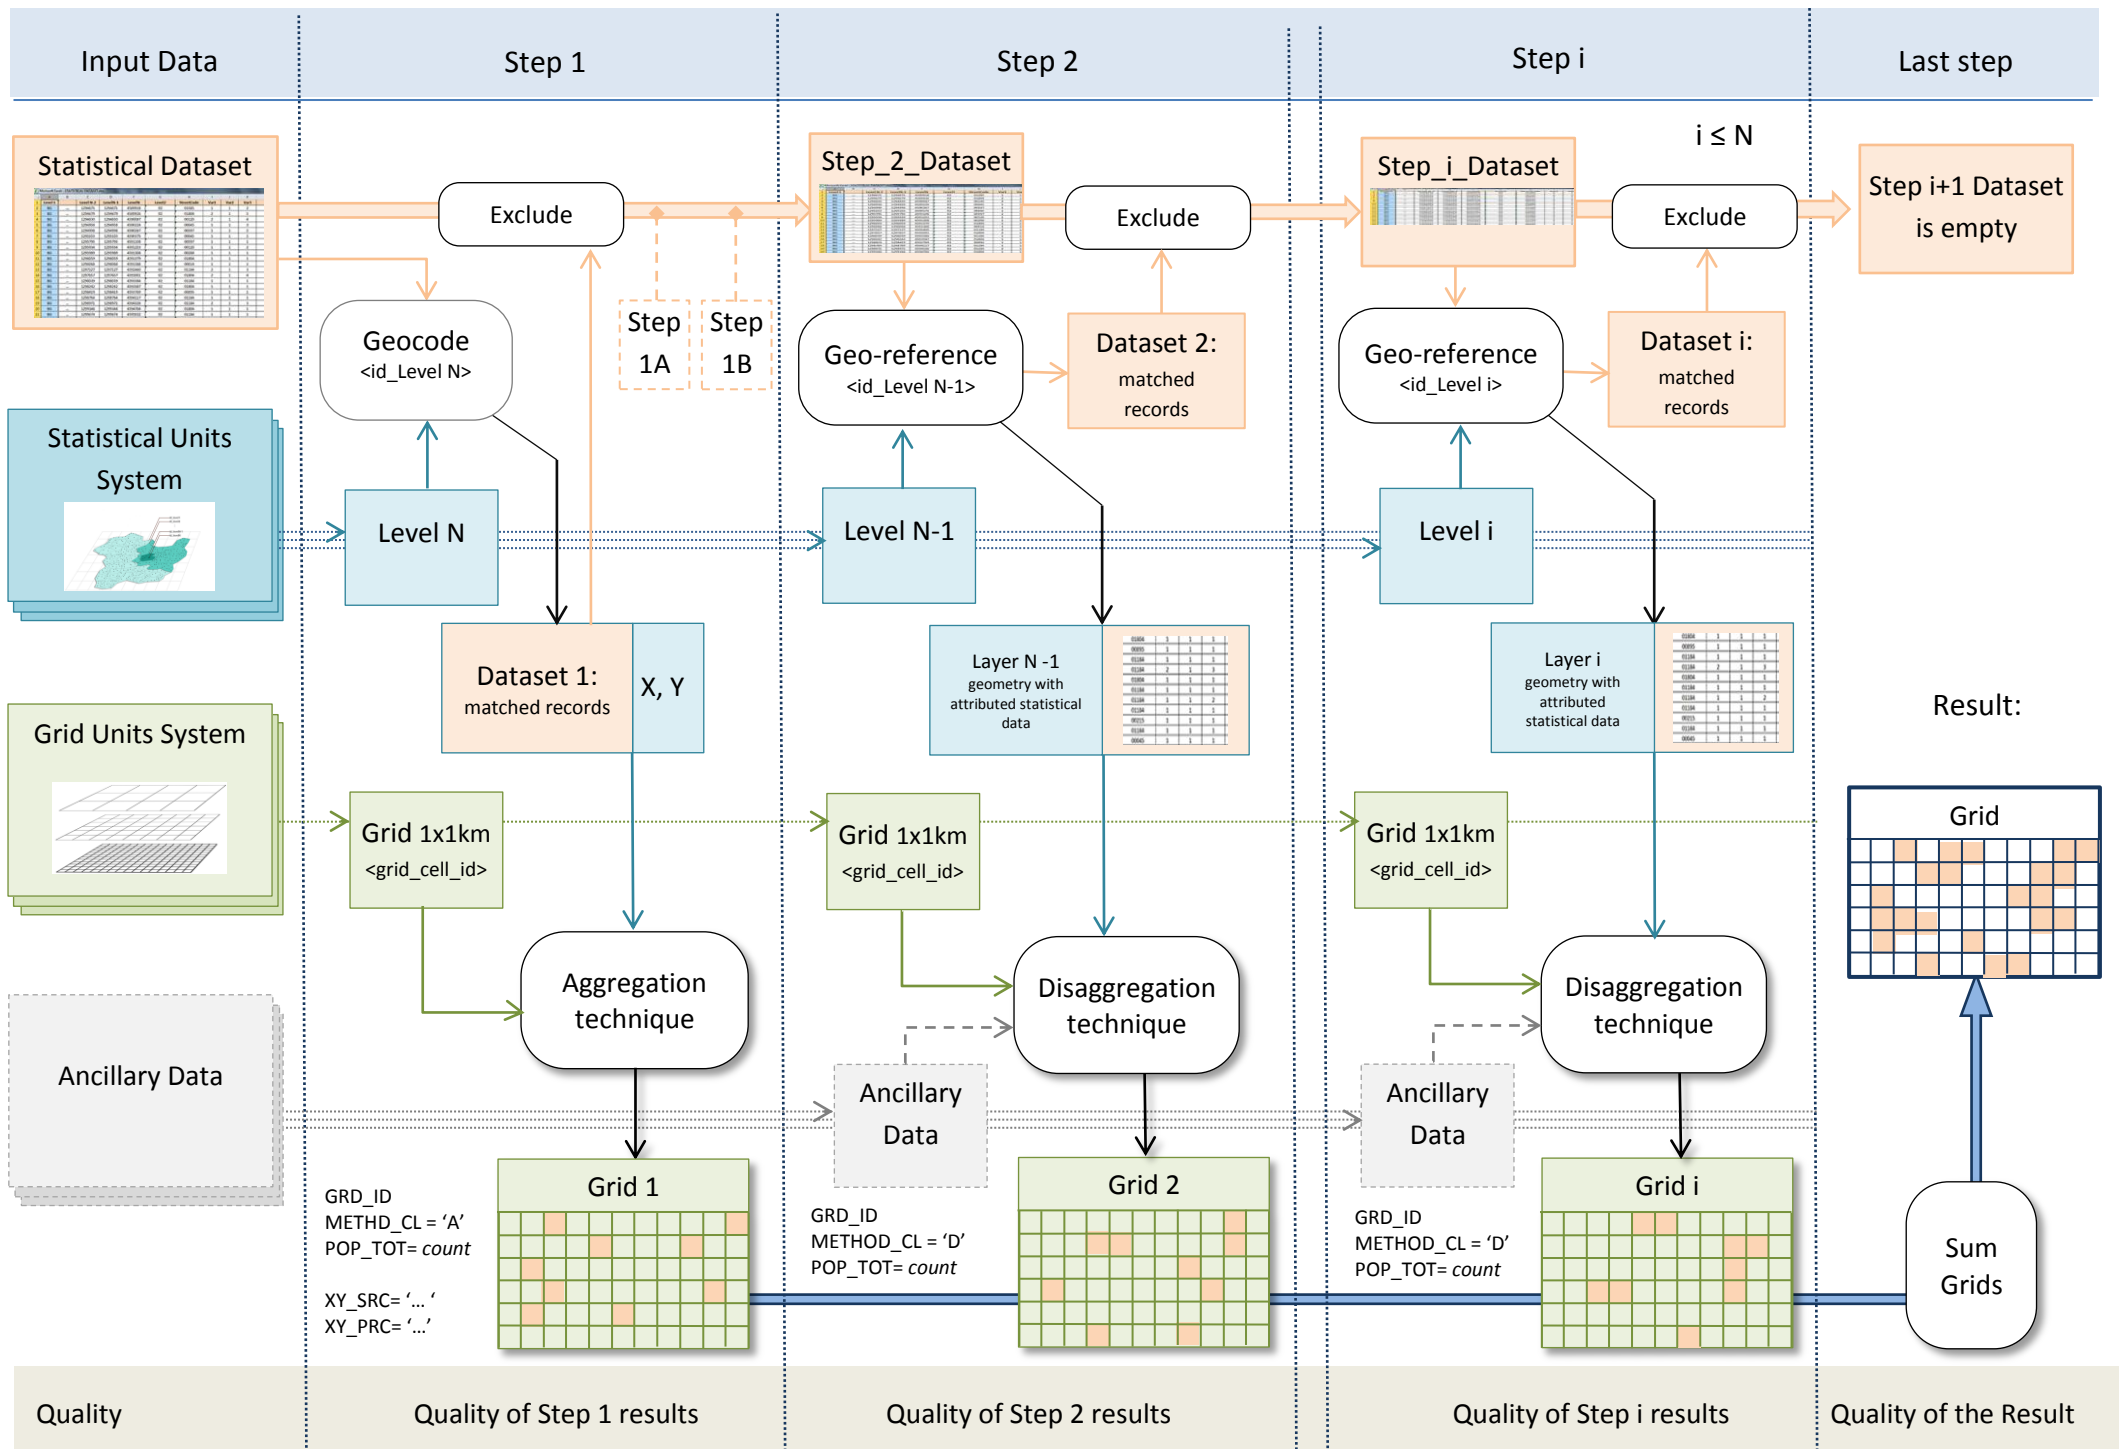 Input Data
Step 1
Step 2
Step i
Last step
Statistical Dataset
Exclude
Step
1A
Step
1B
Geocode
<id_Level N>
Step_2_Dataset
Exclude
Geo-reference
<id_Level N-1>
Dataset 2:
matched
records
Step_i_Dataset
i ≤ N
Exclude
Geo-reference
<id_Level i>
Dataset i:
matched
records
Step i+1 Dataset
is empty
Statistical Units
System
Level N
Level N-1
Level i
Dataset 1:
matched records
X, Y
Layer N -1
geometry with
attributed statistical
data
Layer i
geometry with
attributed
statistical data
Result:
Grid Units System
Grid 1x1km
<grid_cell_id>
Grid 1x1km
<grid_cell_id>
Grid 1x1km
<grid_cell_id>
Grid
Aggregation
technique
Disaggregation
technique
Disaggregation
technique
Ancillary Data
Ancillary
Data
Ancillary
Data
GRD_ID
METHD_CL = ‘A’
POP_TOT= count
XY_SRC= ‘... ‘
XY_PRC= ‘...’
Grid 1
GRD_ID
METHOD_CL = ‘D’
POP_TOT= count
Grid 2
GRD_ID
METHOD_CL = ‘D’
POP_TOT= count
Grid i
Sum
Grids
Quality
Quality of Step 1 results
Quality of Step 2 results
Quality of Step i results
Quality of the Result